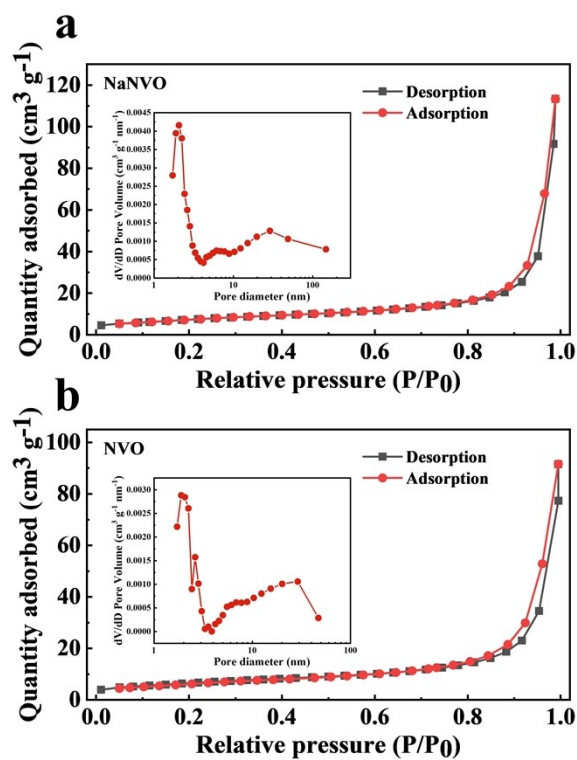 a
NaNVO
Desorption
Adsorption
Quantity adsorbed (cm3 g-1)
120
100
80
60
40
20
0
0.0 0.2 0.4 0.6 0.8 1.0
Relative pressure (P/P0)
dV/dD Pore Volume (cm3 g-1 nm-1)
0.0045
0.0040
0.0035
0.0030
0.0025
0.0020
0.0015
0.0010
0.0005
0.0000
1 10 100
Pore diameter (nm)
b
NVO
Desorption
Adsorption
Quantity adsorbed (cm3 g-1)
100
80
60
40
20
0
0.0 0.2 0.4 0.6 0.8 1.0
Relative pressure (P/P0)
dV/dD Pore Volume (cm3 g-1 nm-1)
0.0030
0.0025
0.0020
0.0015
0.0010
0.0005
0.0000
1 10 100
Pore diameter (nm)